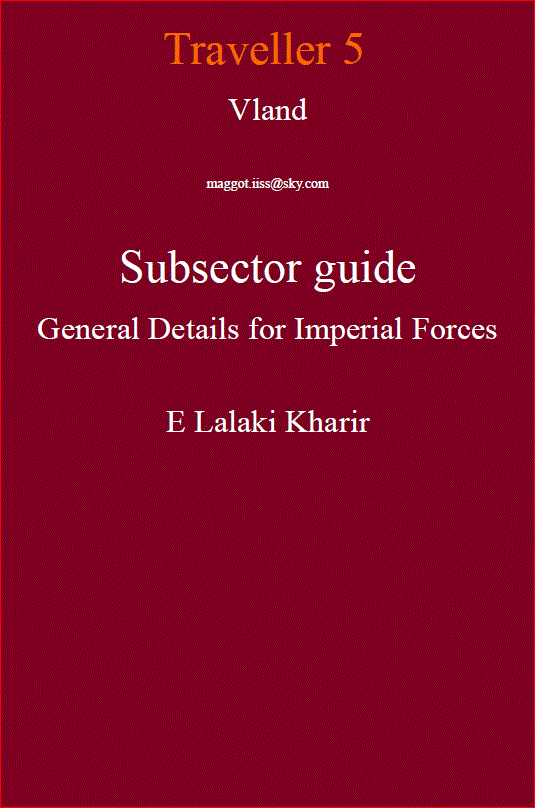 Traveller 5
Vland
maggot.iiss@sky.com
Subsector guide
General Details for Imperial Forces
E Lalaki Kharir